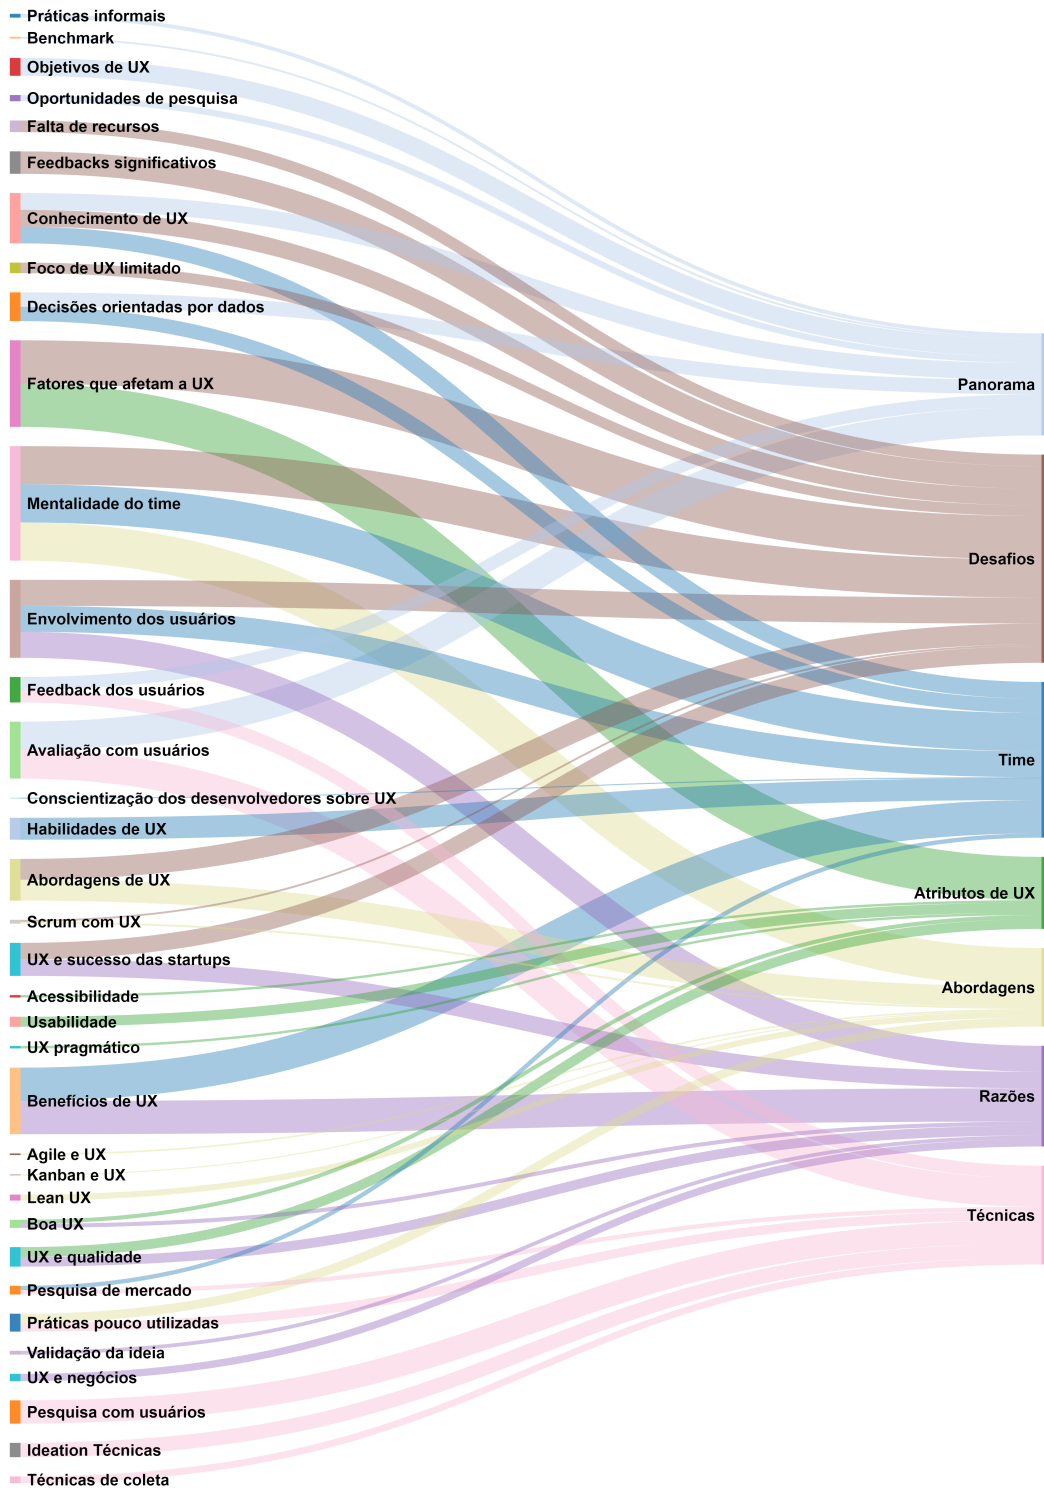 Práticas informais
Benchmark
Objetivos de UX
Oportunidades de pesquisa
Falta de recursos
Feedbacks significativos
Conhecimento de UX
Foco de UX limitado
Decisões orientadas por dados
Fatores que afetam a UX
Mentalidade do time
Envolvimento dos usuários
Feedback dos usuários
Avaliação com usuários
Conscientização dos desenvolvedores sobre UX
Habilidades de UX
Abordagens de UX
Scrum com UX
UX e sucesso das startups
Acessibilidade
Usabilidade
UX pragmático
Benefícios de UX
Agile e UX
Kanban e UX
Lean UX
Boa UX
UX e qualidade
Pesquisa de mercado
Práticas pouco utilizadas
Validação da ideia
UX e negócios
Pesquisa com usuários
Ideation Técnicas
Técnicas de coleta
Panorama
Desafios
Time
Atributos de UX
Abordagens
Razões
Técnicas